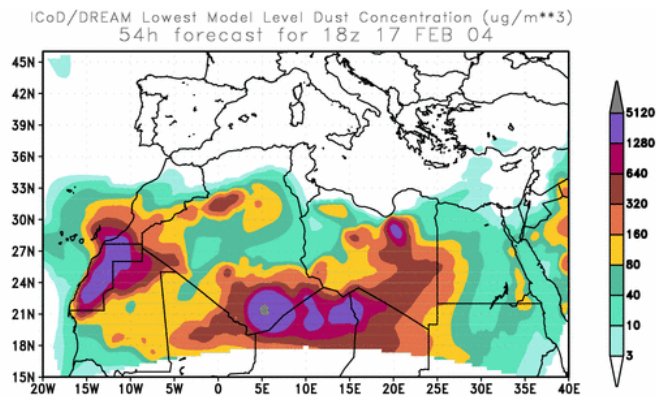 ICoD/DREAM Lowest Model Level Dust Concentration (ug/m**3)
54h forecast for 18z 17 FEB 04
45N
42N
39N
36N
33N
30N
27N
24N
21N
18N
15N
20W 15W 10W 5W 0 5E 10E 15E 20E 25E 30E 35E 40E
5120
1280
640
320
160
80
40
10
3